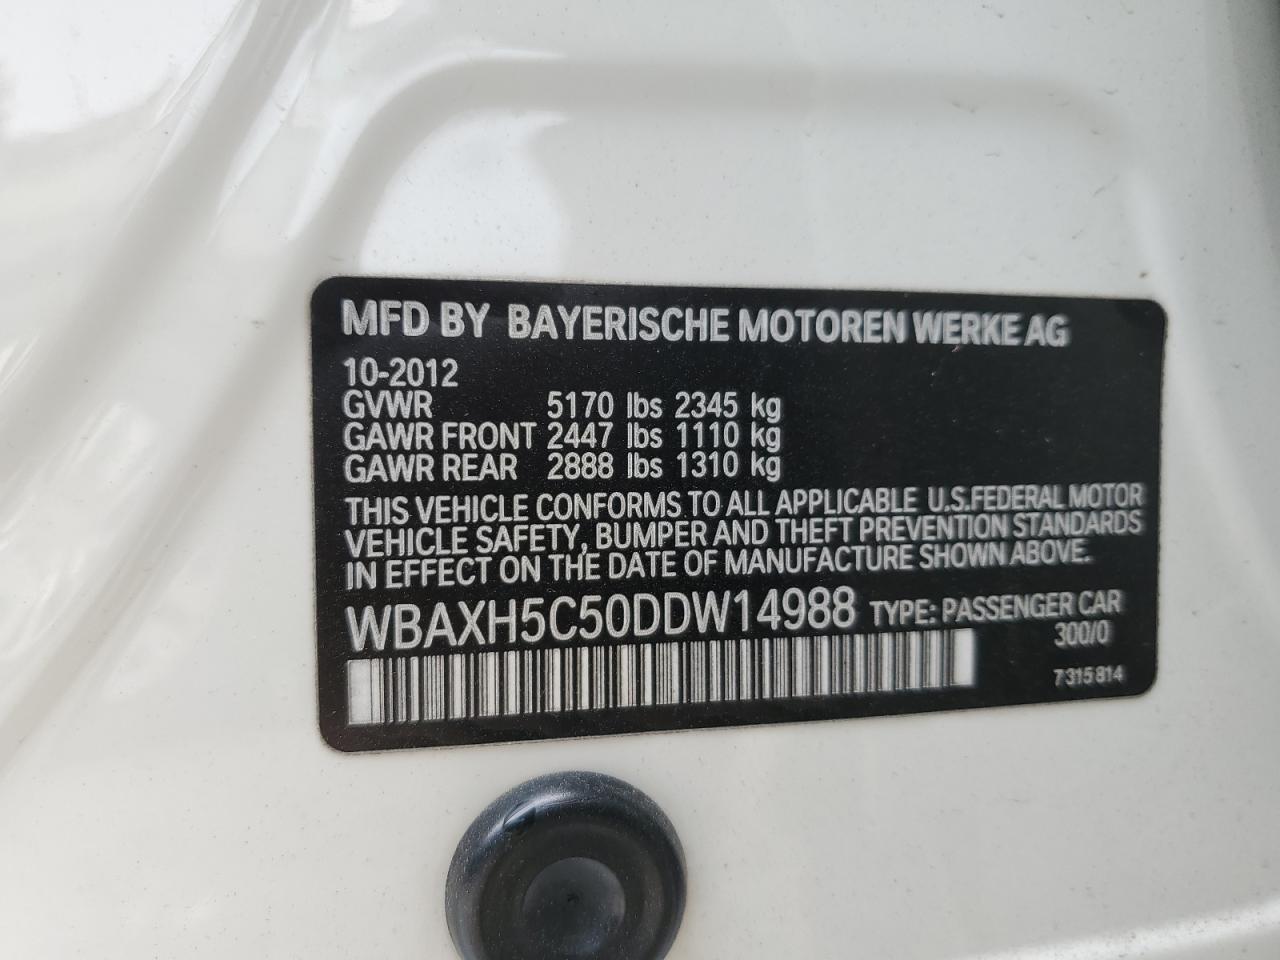 MFD BY BAYERISCHE MOTOREN WERKE AG
10-2012
GVWR 5170 lbs 2345 kg
GAWR FRONT 2447 lbs 1110 kg
GAWR REAR 2888 lbs 1310 kg
THIS VEHICLE CONFORMS TO ALL APPLICABLE U.S.FEDERAL MOTOR
VEHICLE SAFETY, BUMPER AND THEFT PREVENTION STANDARDS
IN EFFECT ON THE DATE OF MANUFACTURE SHOWN ABOVE.
WBAXH5C50DDW14988 TYPE: PASSENGER CAR
300/0
7315814